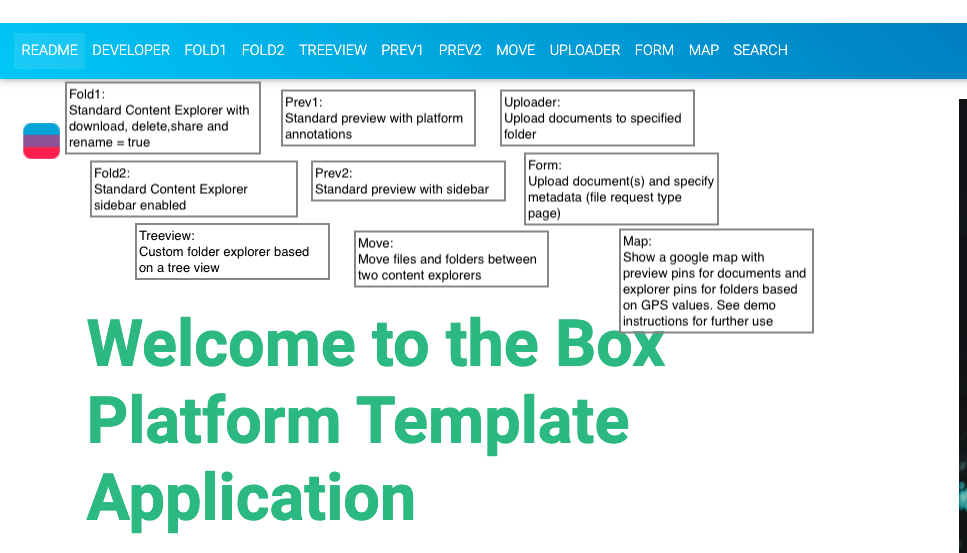 README DEVELOPER FOLD1 FOLD2 TREEVIEW PREV1 PREV2 MOVE UPLOADER FORM MAP SEARCH
Fold1:
Standard Content Explorer with
download, delete,share and
rename = true
Prev1:
Standard preview with platform
annotations
Uploader:
Upload documents to specified
folder
Fold2:
Standard Content Explorer
sidebar enabled
Prev2:
Standard preview with sidebar
Form:
Upload document(s) and specify
metadata (file request type
page)
Treeview:
Custom folder explorer based
on a tree view
Move:
Move files and folders between
two content explorers
Map:
Show a google map with
preview pins for documents and
explorer pins for folders based
on GPS values. See demo
instructions for further use
Welcome to the Box
Platform Template
Application